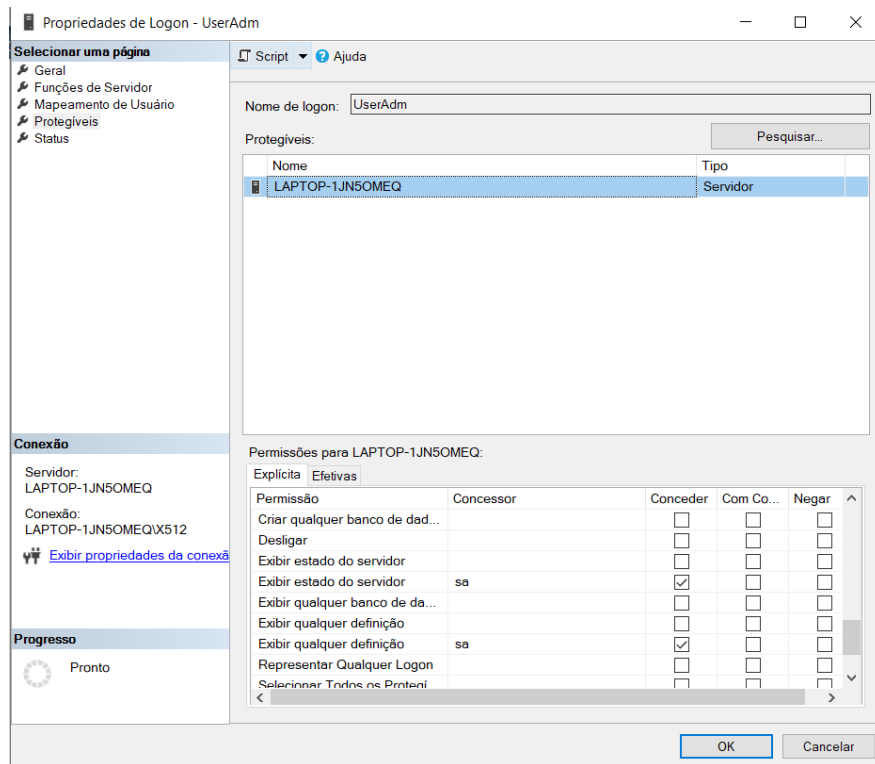 Propriedades de Logon - UserAdm
Selecionar uma página
Geral
Funções de Servidor
Mapeamento de Usuário
Protegíveis
Status
Script
Ajuda
Nome de logon: UserAdm
Protegíveis:
Pesquisar...
Nome Tipo
LAPTOP-1JN5OMEQ Servidor
Conexão
Servidor:
LAPTOP-1JN5OMEQ
Conexão:
LAPTOP-1JN5OMEQ\X512
Exibir propriedades da conexã
Progresso
Pronto
Permissões para LAPTOP-1JN5OMEQ:
Explícita Efetivas
Permissão Concessor Conceder Com Co... Negar
Criar qualquer banco de dad...
Desligar
Exibir estado do servidor
Exibir estado do servidor sa
Exibir qualquer banco de da...
Exibir qualquer definição
Exibir qualquer definição sa
Representar Qualquer Logon
Selecionar Todos os Protegí
OK Cancelar